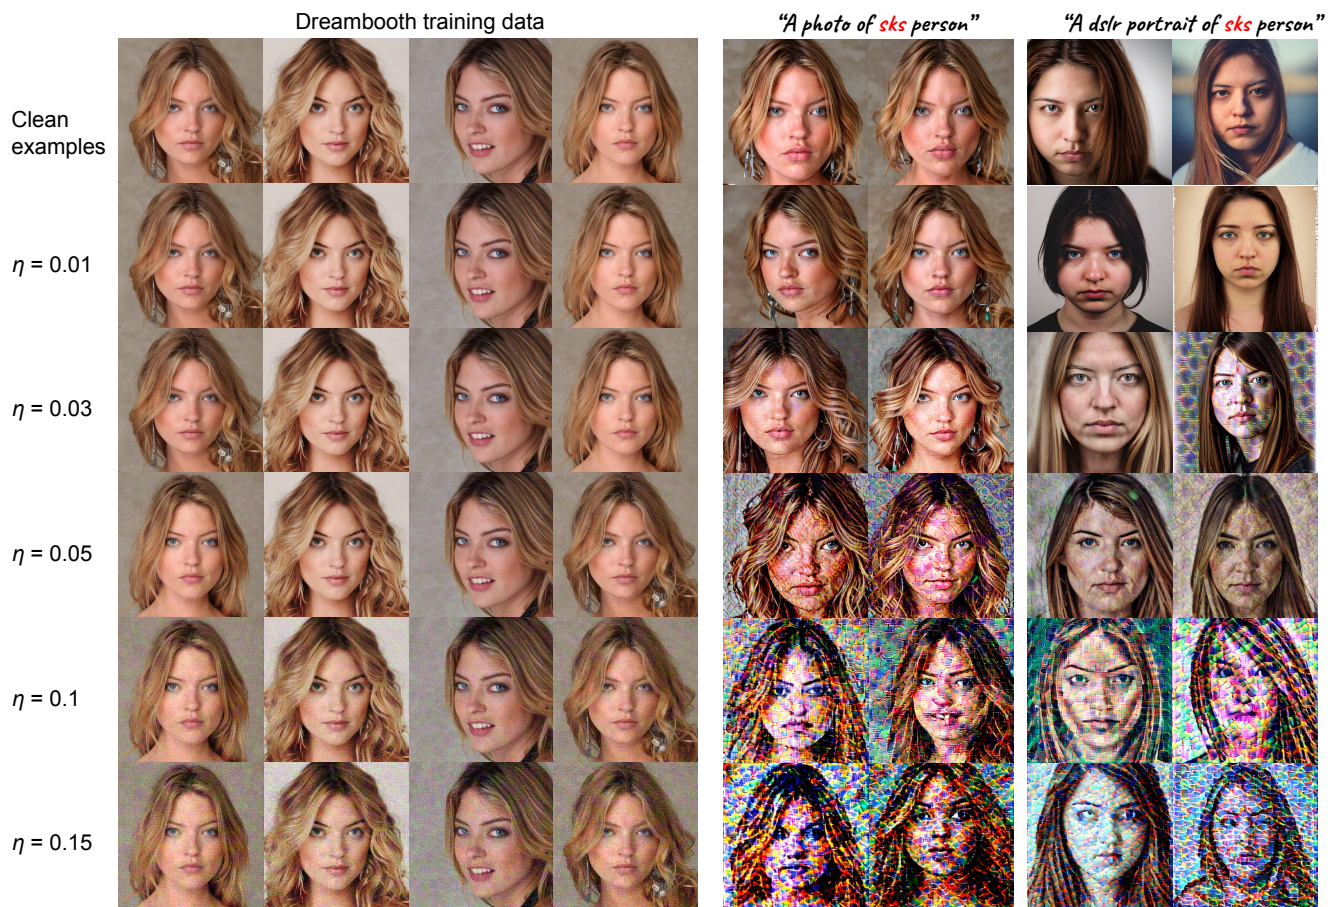 Dreambooth training data
“A photo of sks person”
“A dslr portrait of sks person”
Clean
examples
η = 0.01
η = 0.03
η = 0.05
η = 0.1
η = 0.15